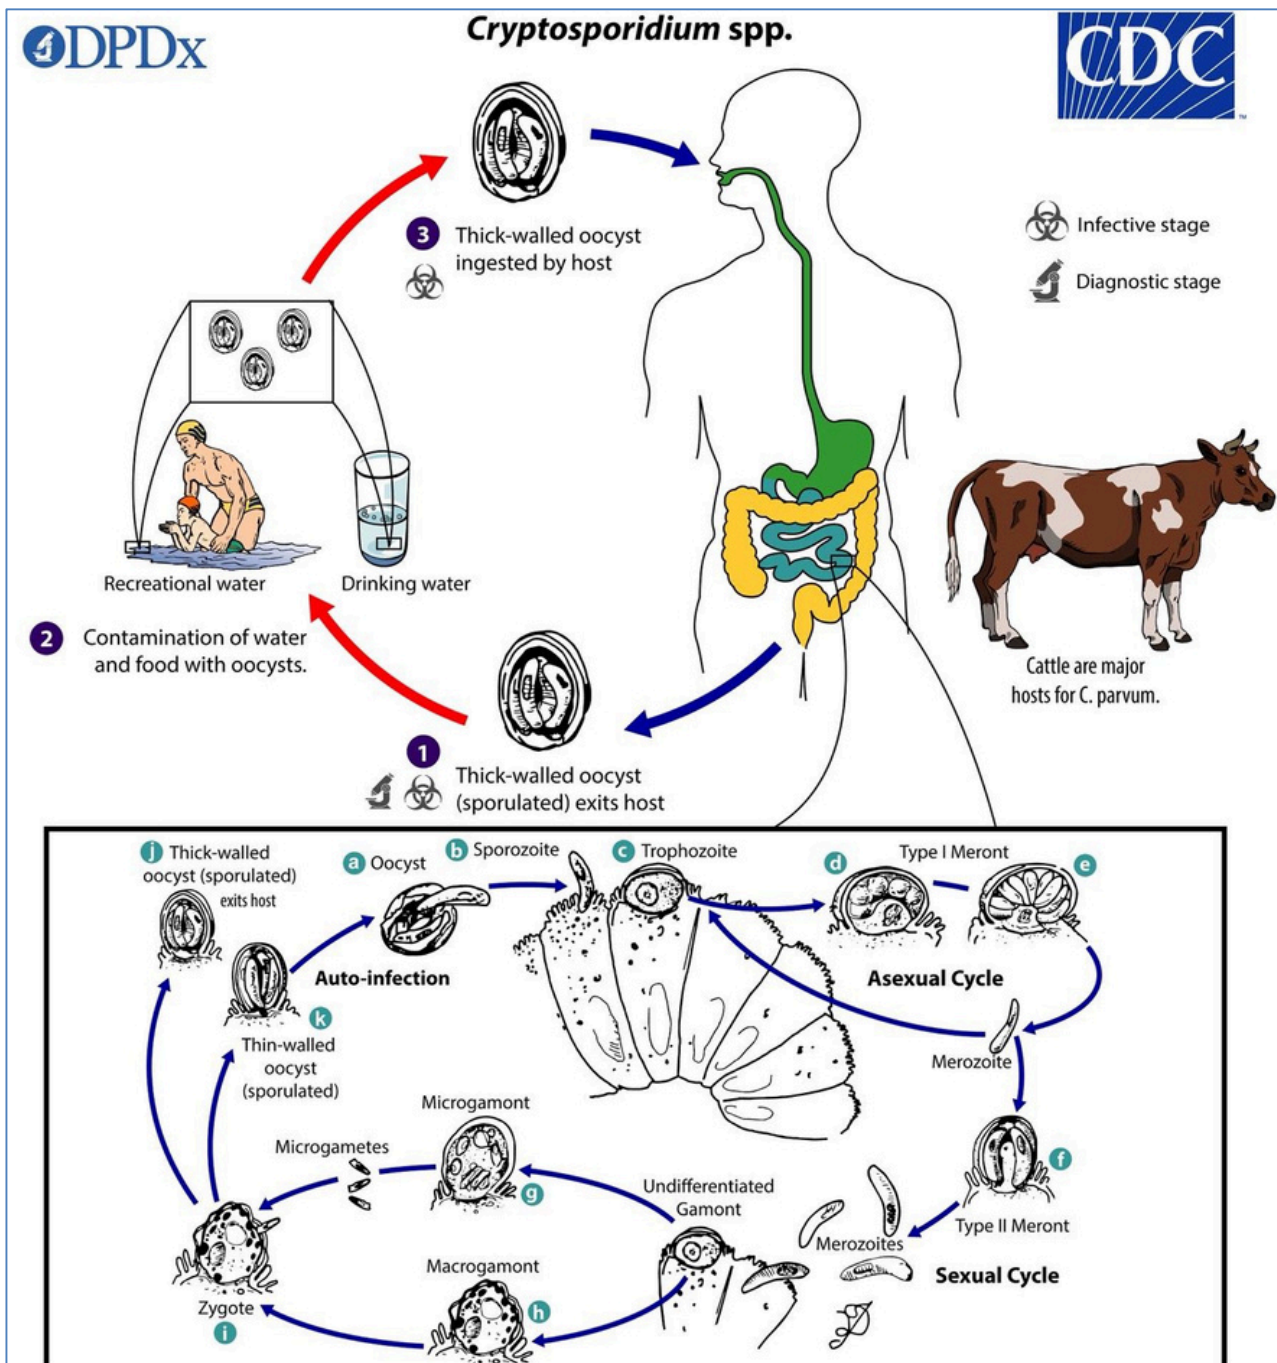 DPDx
Cryptosporidium spp.
CDC
TM
3 Thick-walled oocyst
ingested by host
Infective stage
Diagnostic stage
Recreational water
Drinking water
2 Contamination of water
and food with oocysts.
Cattle are major
hosts for C. parvum.
1 Thick-walled oocyst
(sporulated) exits host
j Thick-walled
oocyst (sporulated)
exits host
a Oocyst
b Sporozoite
c Trophozoite
d
Type I Meront
e
Auto-infection
Asexual Cycle
k
Thin-walled
oocyst
(sporulated)
Merozoite
Microgamont
Microgametes
g
Undifferentiated
Gamont
f
Type II Meront
Merozoites
Sexual Cycle
Macrogamont
h
Zygote
i